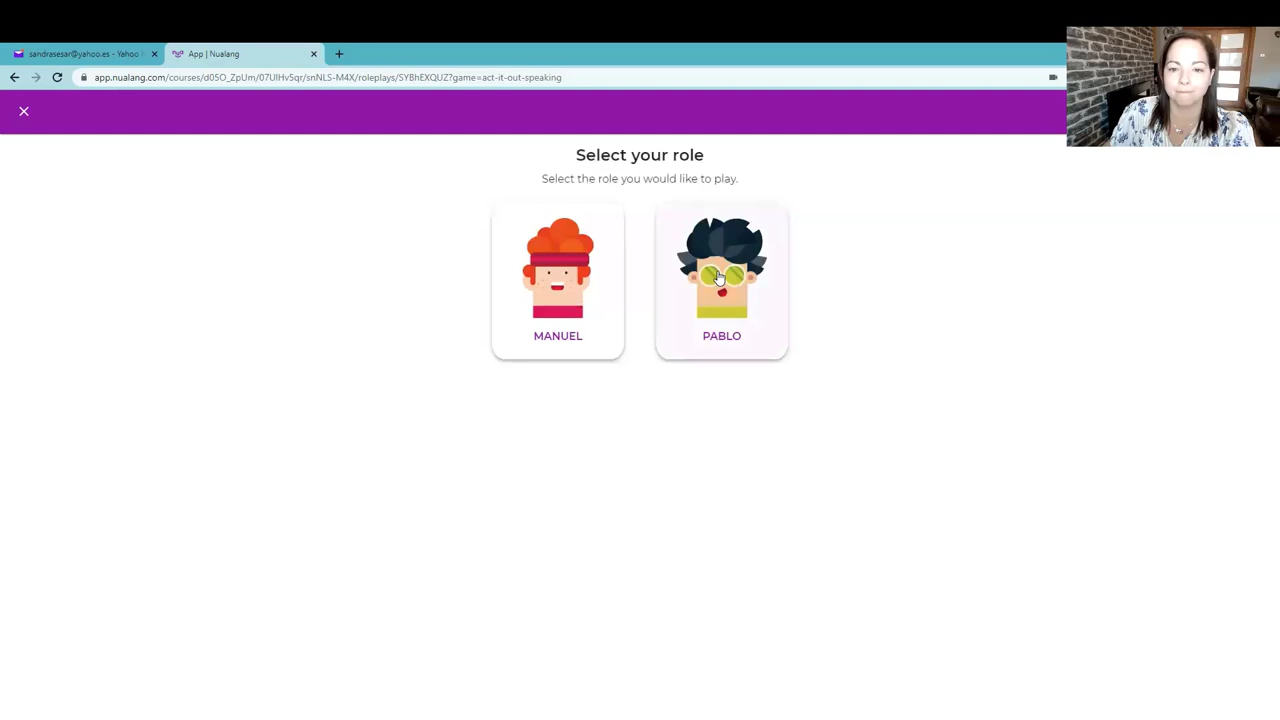 sandrasesar@yahoo.es - Yahoo
App | Nualang
app.nualang.com/courses/d05O_ZpUm/07UlHv5qr/snNLS-M4X/roleplays/SYBhEXQUZ?game=act-it-out-speaking
Select your role
Select the role you would like to play.
MANUEL
PABLO